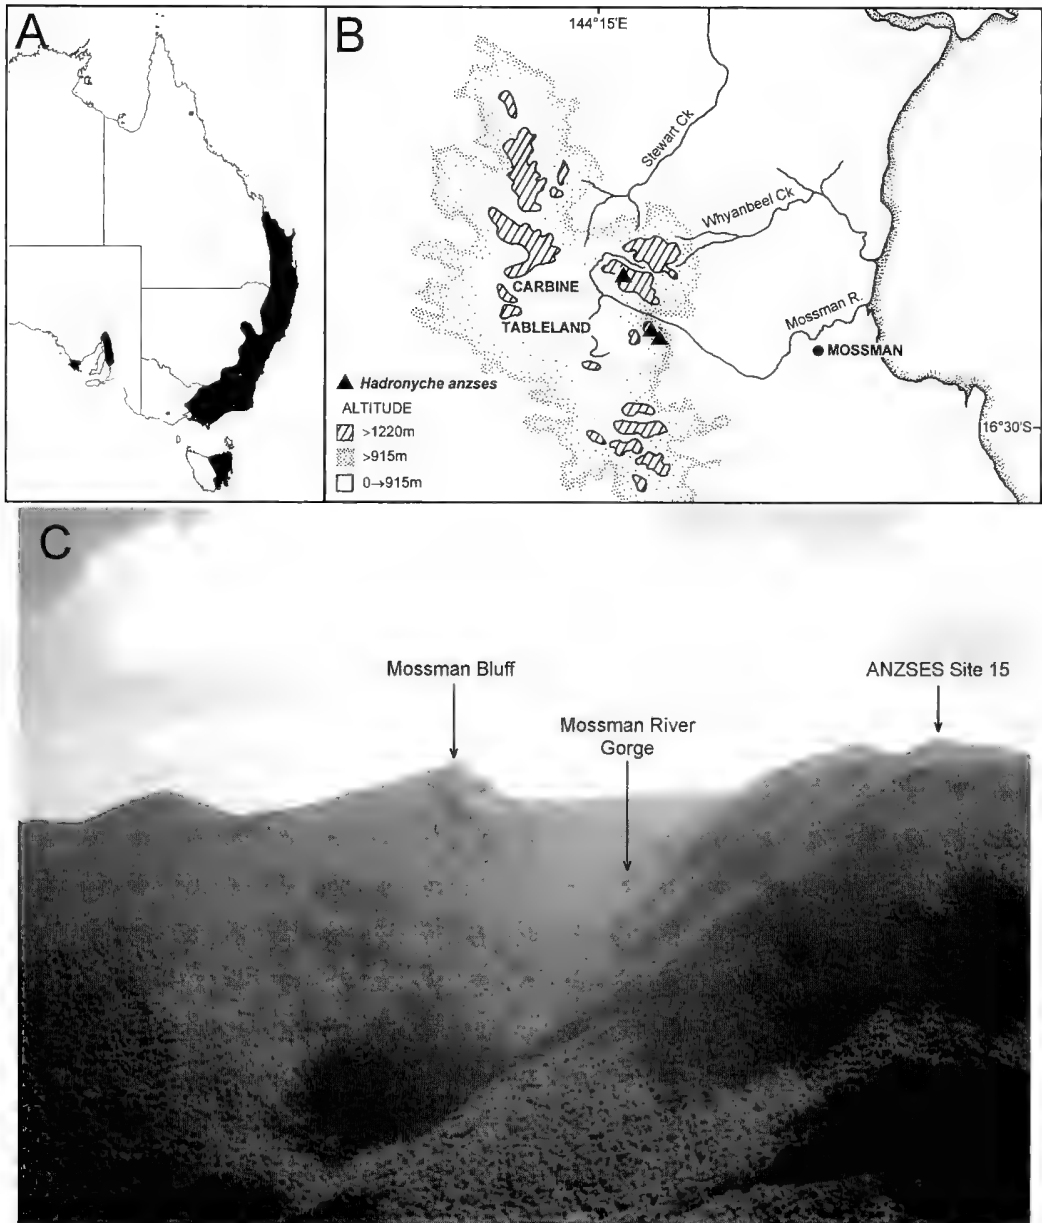 A
B
144°15'E
Stewart Ck
Whyanbeel Ck
CARBINE
TABLELAND
Mossman R.
MOSSMAN
Hadronyche anzses
ALTITUDE
>1220m
>915m
0→915m
16°30'S
C
Mossman Bluff
ANZSES Site 15
Mossman River
Gorge